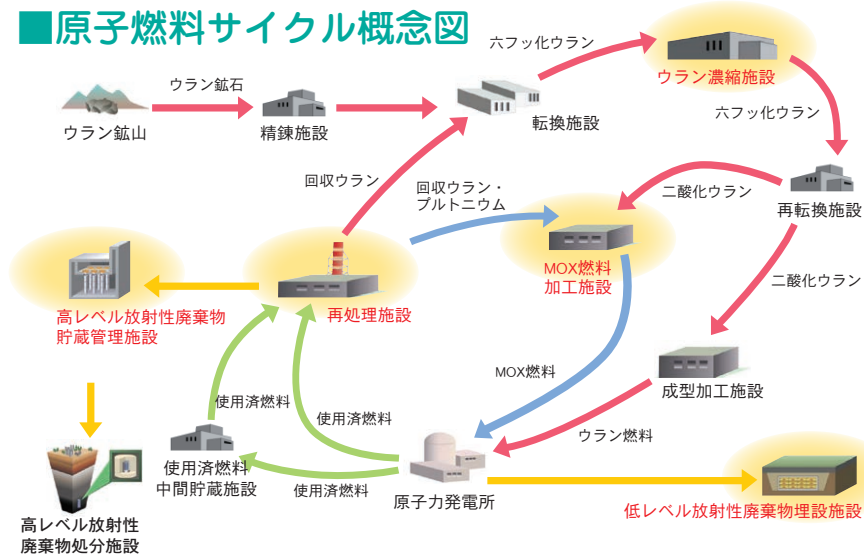 ■原子燃料サイクル概念図
六フッ化ウラン
ウラン濃縮施設
ウラン鉱石
ウラン鉱山
精錬施設
転換施設
六フッ化ウラン
回収ウラン
回収ウラン・
プルトニウム
二酸化ウラン
再転換施設
MOX燃料
加工施設
二酸化ウラン
高レベル放射性廃棄物
貯蔵管理施設
再処理施設
MOX燃料
成型加工施設
使用済燃料
使用済燃料
ウラン燃料
使用済燃料
中間貯蔵施設
使用済燃料
原子力発電所
低レベル放射性廃棄物埋設施設
高レベル放射性
廃棄物処分施設